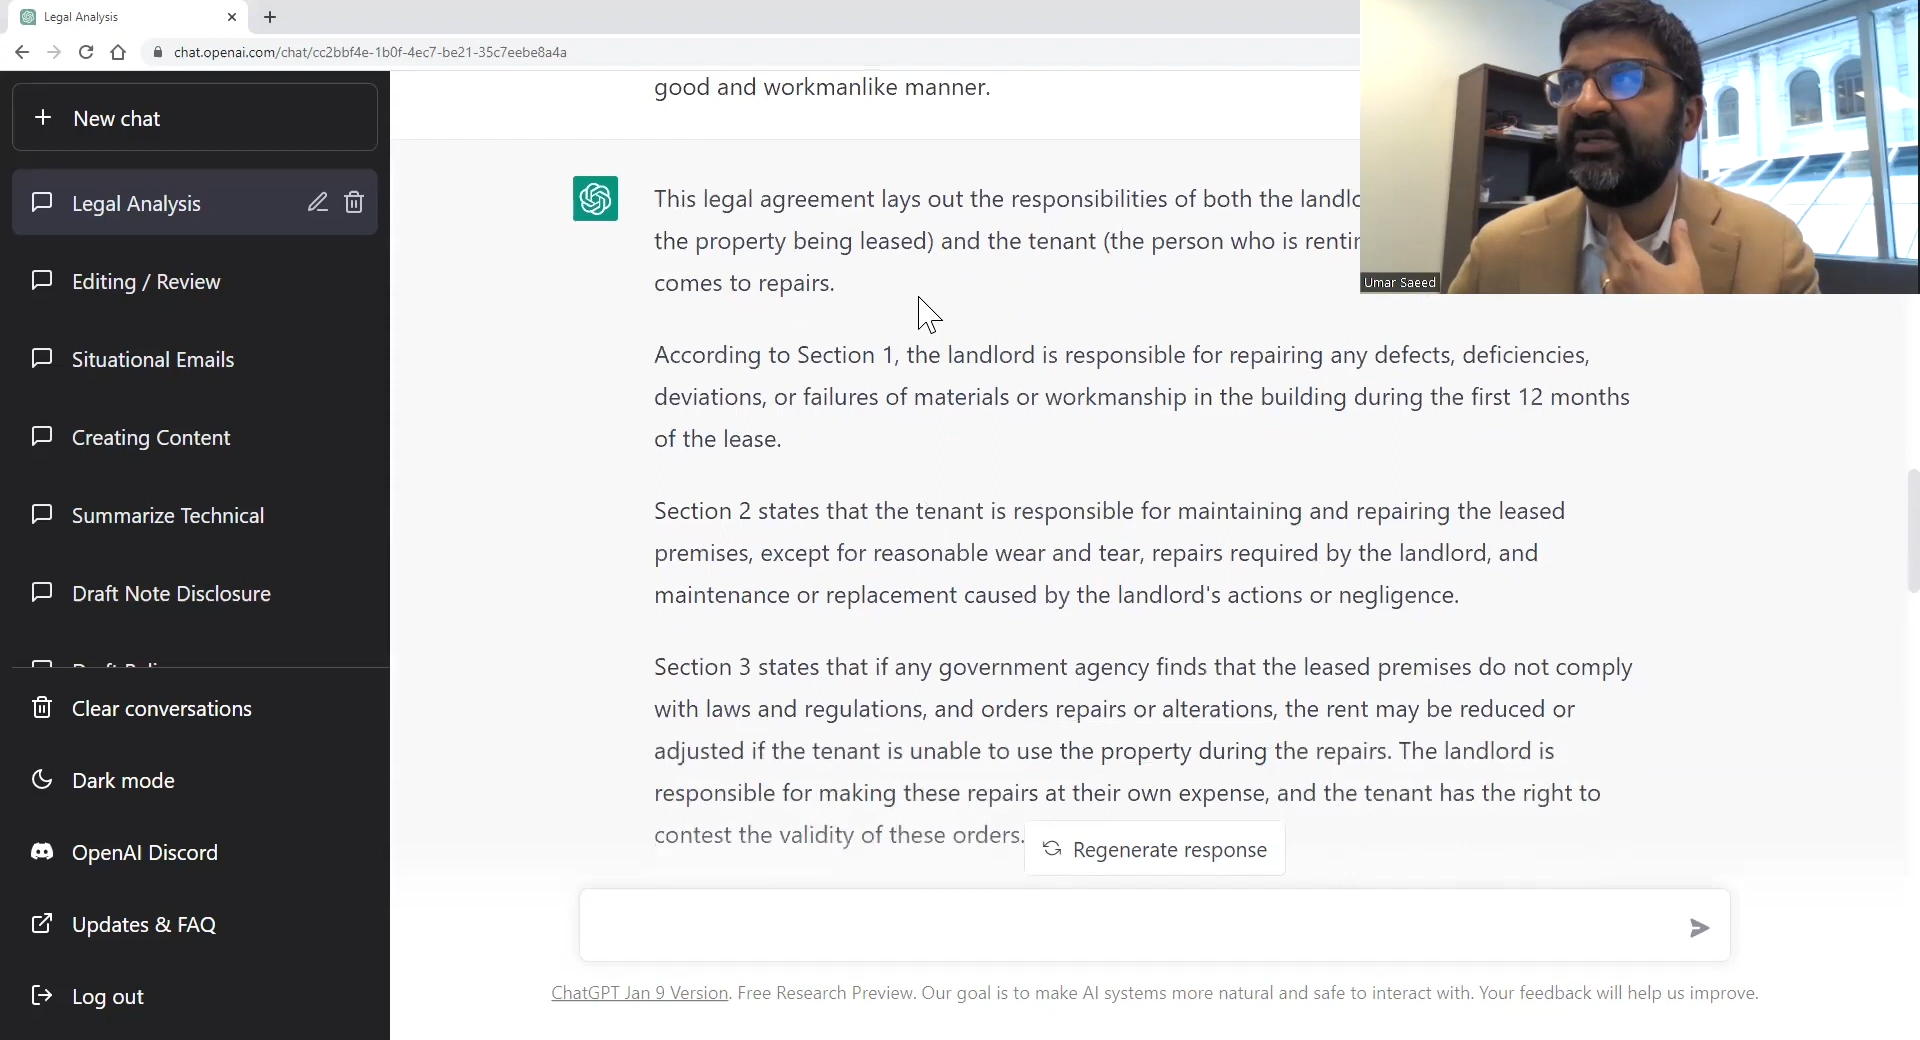 Legal Analysis
chat.openai.com/chat/cc2bbf4e-1b0f-4ec7-be21-35c7eebe8a4a
New chat
Legal Analysis
Editing / Review
Situational Emails
Creating Content
Summarize Technical
Draft Note Disclosure
Clear conversations
Dark mode
OpenAI Discord
Updates & FAQ
Log out
good and workmanlike manner.
This legal agreement lays out the responsibilities of both the
the property being leased) and the tenant (the person who is
comes to repairs.
According to Section 1, the landlord is responsible for repairing any defects, deficiencies,
deviations, or failures of materials or workmanship in the building during the first 12 months
of the lease.
Section 2 states that the tenant is responsible for maintaining and repairing the leased
premises, except for reasonable wear and tear, repairs required by the landlord, and
maintenance or replacement caused by the landlord's actions or negligence.
Section 3 states that if any government agency finds that the leased premises do not comply
with laws and regulations, and orders repairs or alterations, the rent may be reduced or
adjusted if the tenant is unable to use the property during the repairs. The landlord is
responsible for making these repairs at their own expense, and the tenant has the right to
contest the validity of these orders.
Regenerate response
ChatGPT Jan 9 Version. Free Research Preview. Our goal is to make AI systems more natural and safe to interact with. Your feedback will help us improve.
Umar Saeed